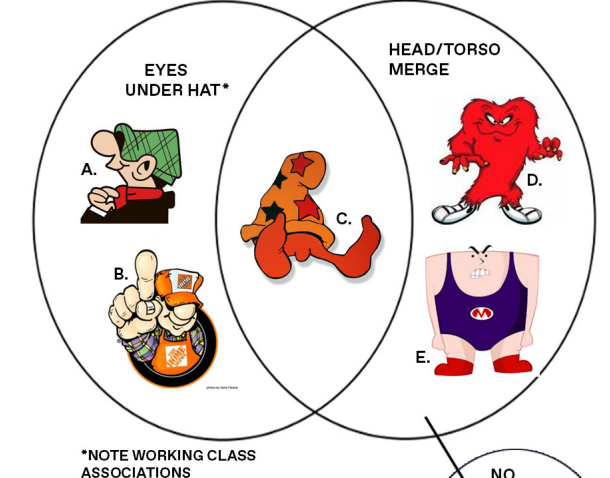 EYES
UNDER HAT*
HEAD/TORSO
MERGE
A.
B.
C.
D.
E.
M
*NOTE WORKING CLASS
ASSOCIATIONS
NO